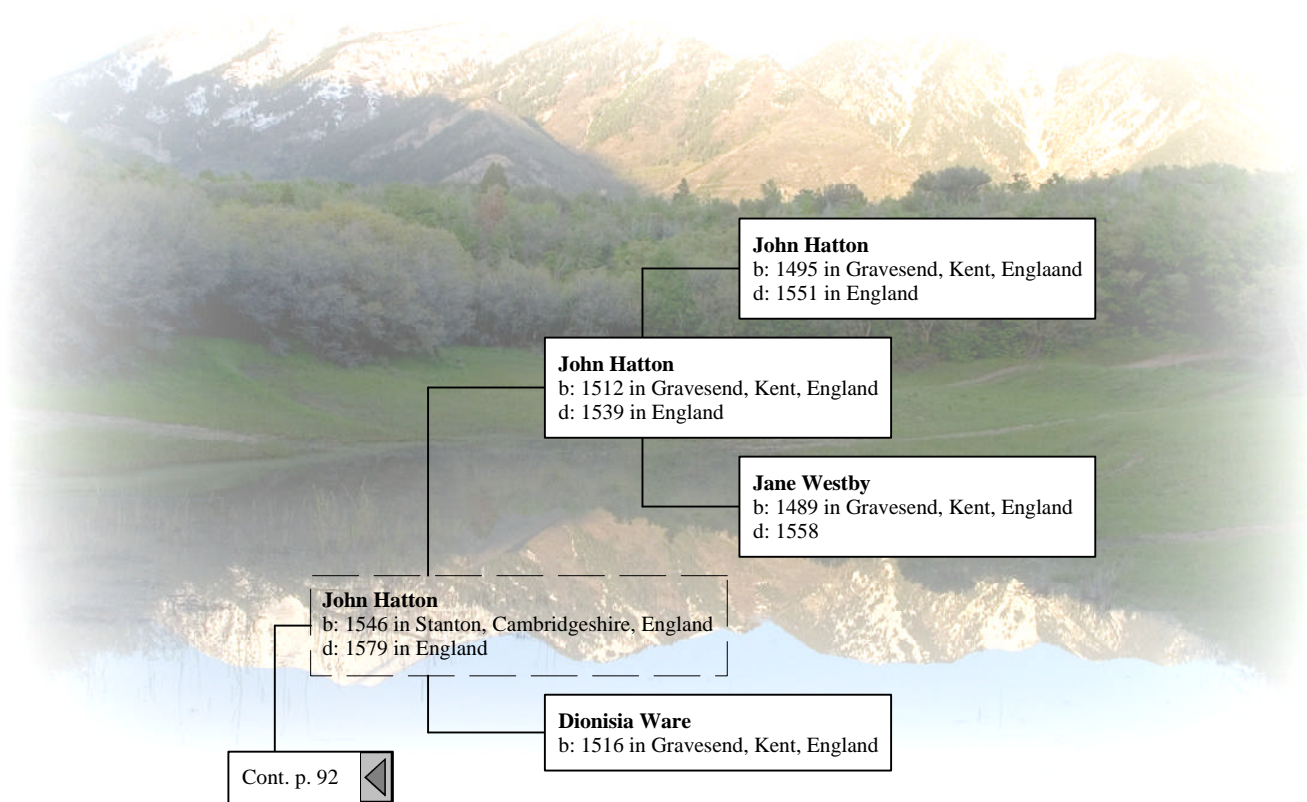 John Hatton
b: 1495 in Gravesend, Kent, Englaand
d: 1551 in England
John Hatton
b: 1512 in Gravesend, Kent, England
d: 1539 in England
Jane Westby
b: 1489 in Gravesend, Kent, England
d: 1558
John Hatton
b: 1546 in Stanton, Cambridgeshire, England
d: 1579 in England
Dionisia Ware
b: 1516 in Gravesend, Kent, England
Cont. p. 92